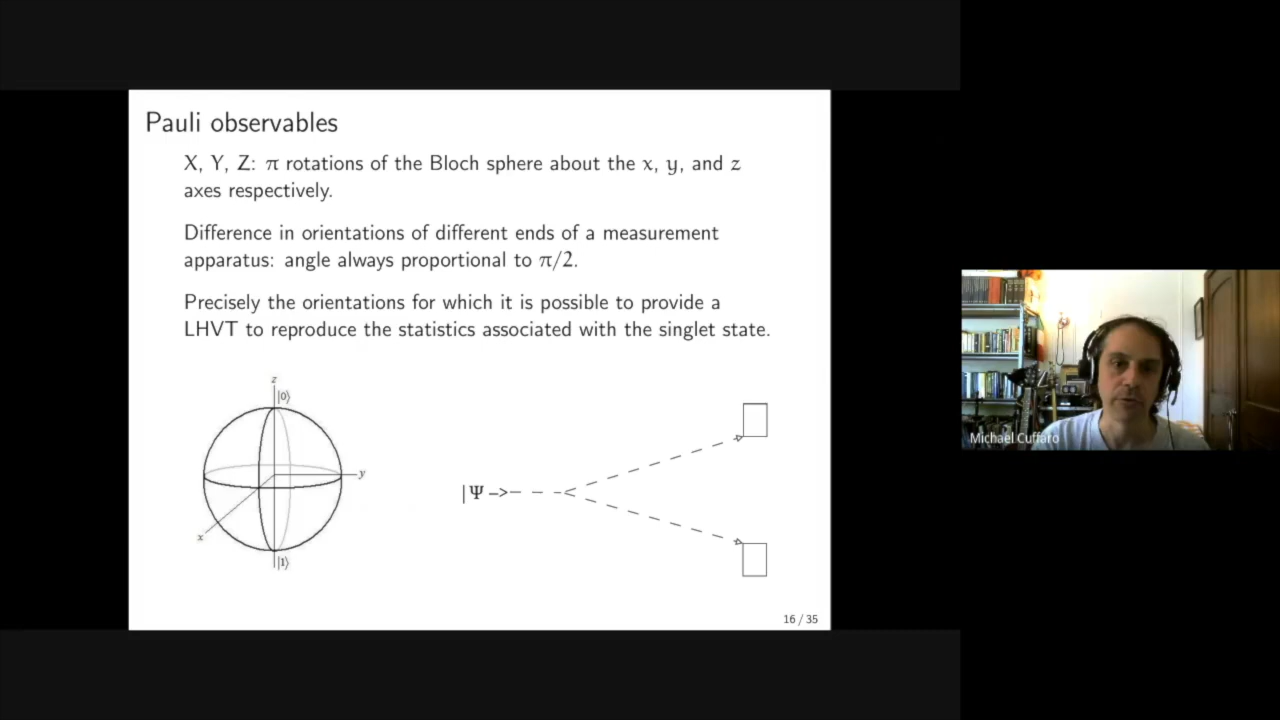 Pauli observables
X, Y, Z: π rotations of the Bloch sphere about the x, y, and z
axes respectively.
Difference in orientations of different ends of a measurement
apparatus: angle always proportional to π/2.
Precisely the orientations for which it is possible to provide a
LHVT to reproduce the statistics associated with the singlet state.
z
|0⟩
y
x
|1⟩
|Ψ->
16 / 35
Michael Cuffaro